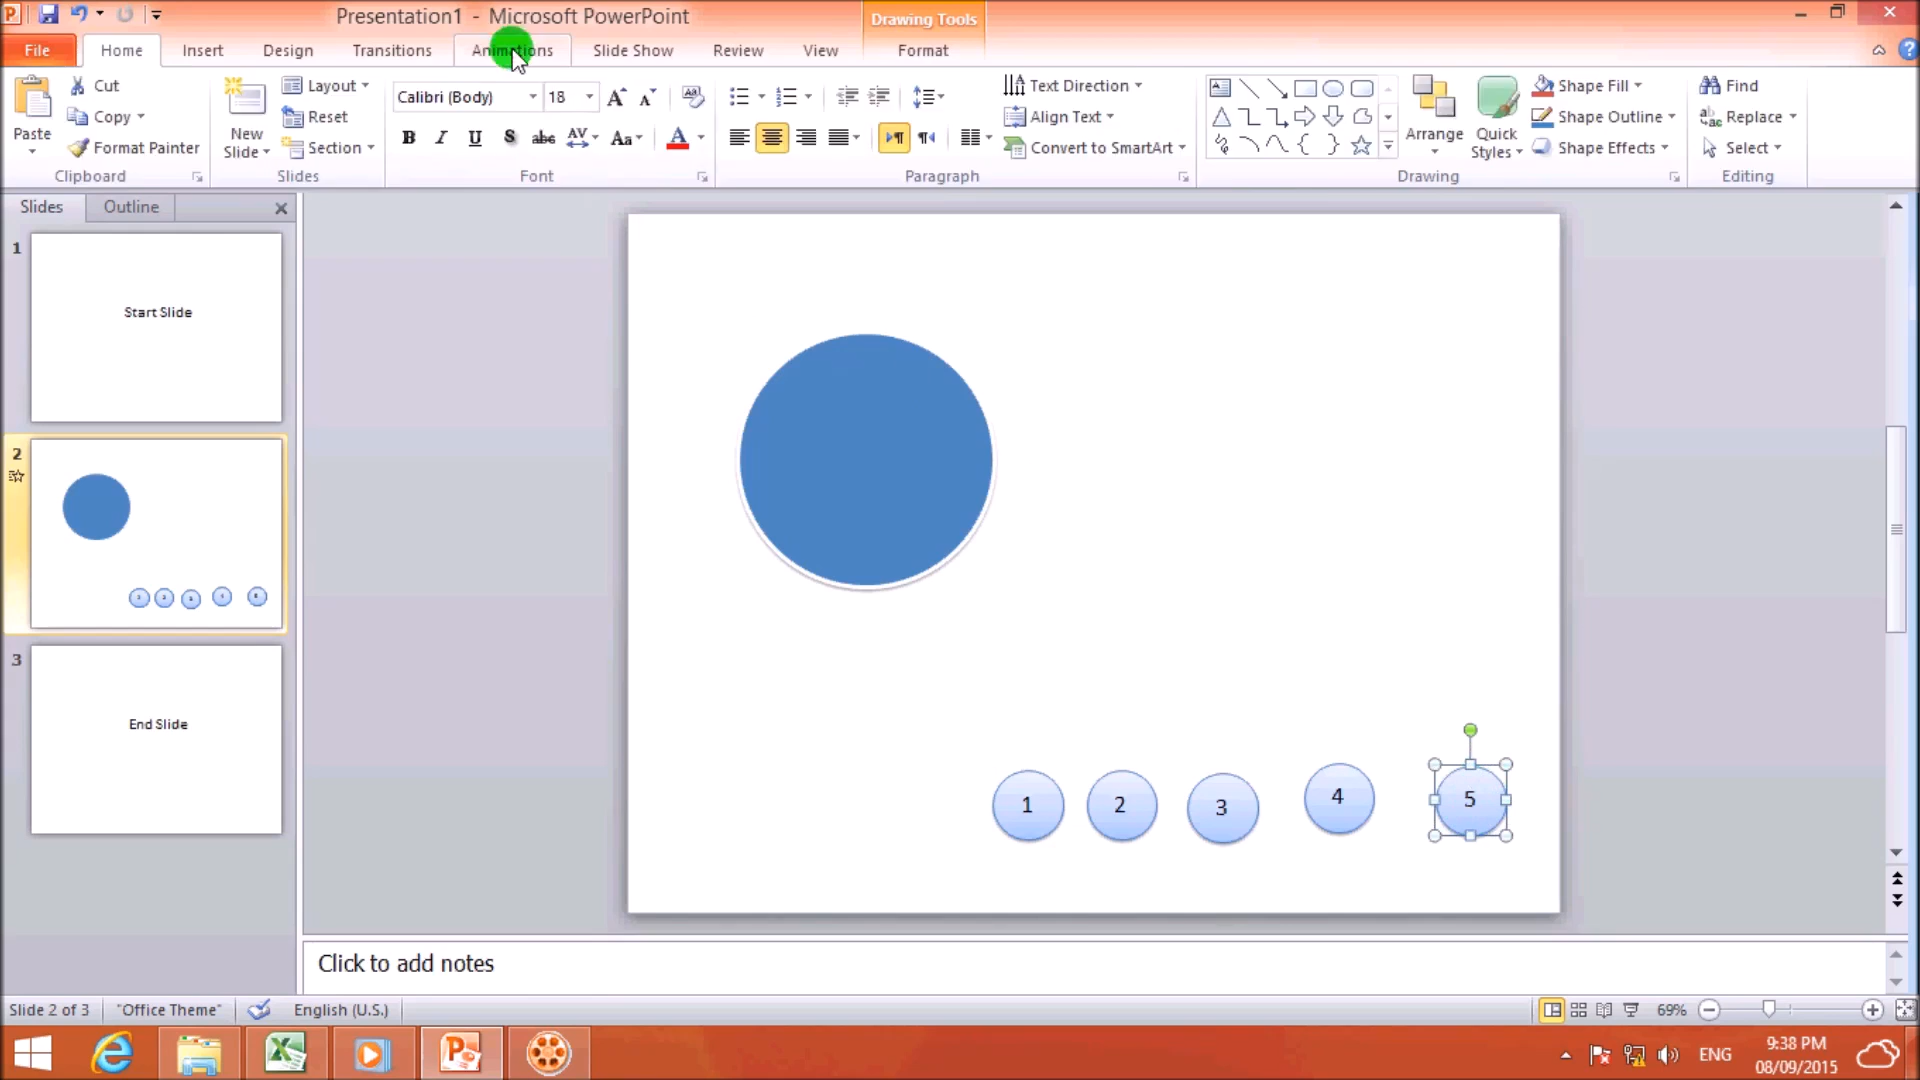 Presentation1 - Microsoft PowerPoint
Drawing Tools
File Home Insert Design Transitions Animations Slide Show Review View Format
Paste
Cut
Copy
Format Painter
Clipboard
New Slide
Layout
Reset
Section
Slides
Calibri (Body) 18
B I U S abc AV Aa A
Font
Text Direction
Align Text
Convert to SmartArt
Paragraph
Arrange
Quick Styles
Shape Fill
Shape Outline
Shape Effects
Drawing
Find
Replace
Select
Editing
Slides Outline
1
Start Slide
2
3
End Slide
1 2 3 4 5
Click to add notes
Slide 2 of 3 "Office Theme" English (U.S.) 69%
ENG
9:38 PM
08/09/2015